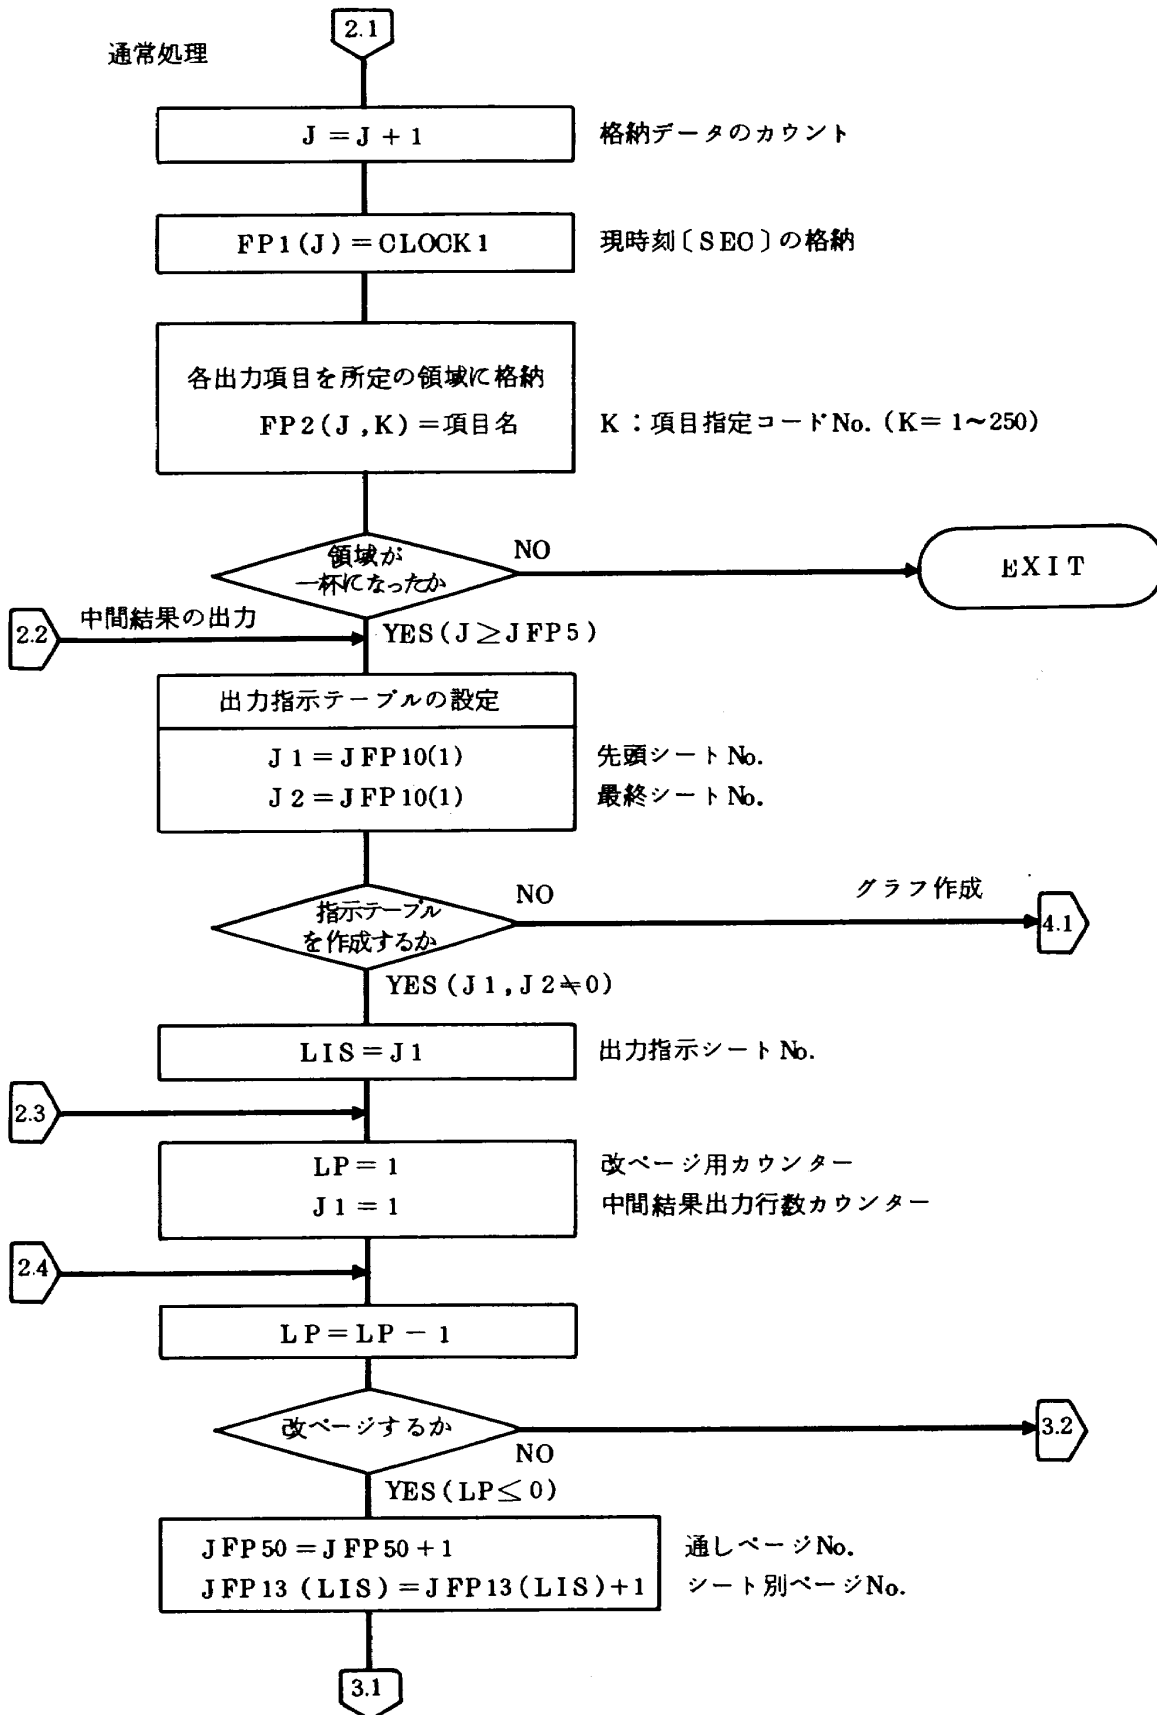 2.1
通常処理
J = J + 1
格納データのカウント
FP1(J) = CLOCK1
現時刻〔SEC〕の格納
各出力項目を所定の領域に格納
FP2(J,K) = 項目名
K:項目指定コードNo. (K= 1~250)
領域が
一杯になったか
NO
EXIT
2.2
中間結果の出力
YES(J≧JFP5)
出力指示テーブルの設定
J1 = JFP10(1)
先頭シートNo.
J2 = JFP10(1)
最終シートNo.
指示テーブル
を作成するか
NO
グラフ作成
4.1
YES(J1,J2≠0)
LIS = J1
出力指示シートNo.
2.3
LP = 1
改ページ用カウンター
J1 = 1
中間結果出力行数カウンター
2.4
LP = LP - 1
改ページするか
NO
3.2
YES(LP≦0)
JFP50 = JFP50+1
通しページNo.
JFP13(LIS) = JFP13(LIS)+1
シート別ページNo.
3.1